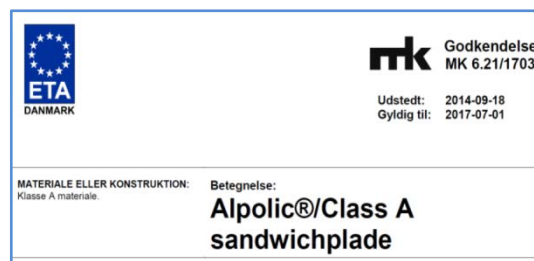 ETA
DANMARK
mk
Godkendelse
MK 6.21/1703
Udstedt: 2014-09-18
Gyldig til: 2017-07-01
MATERIALE ELLER KONSTRUKTION:
Klasse A materiale.
Betegnelse:
Alpolic®/Class A
sandwichplade